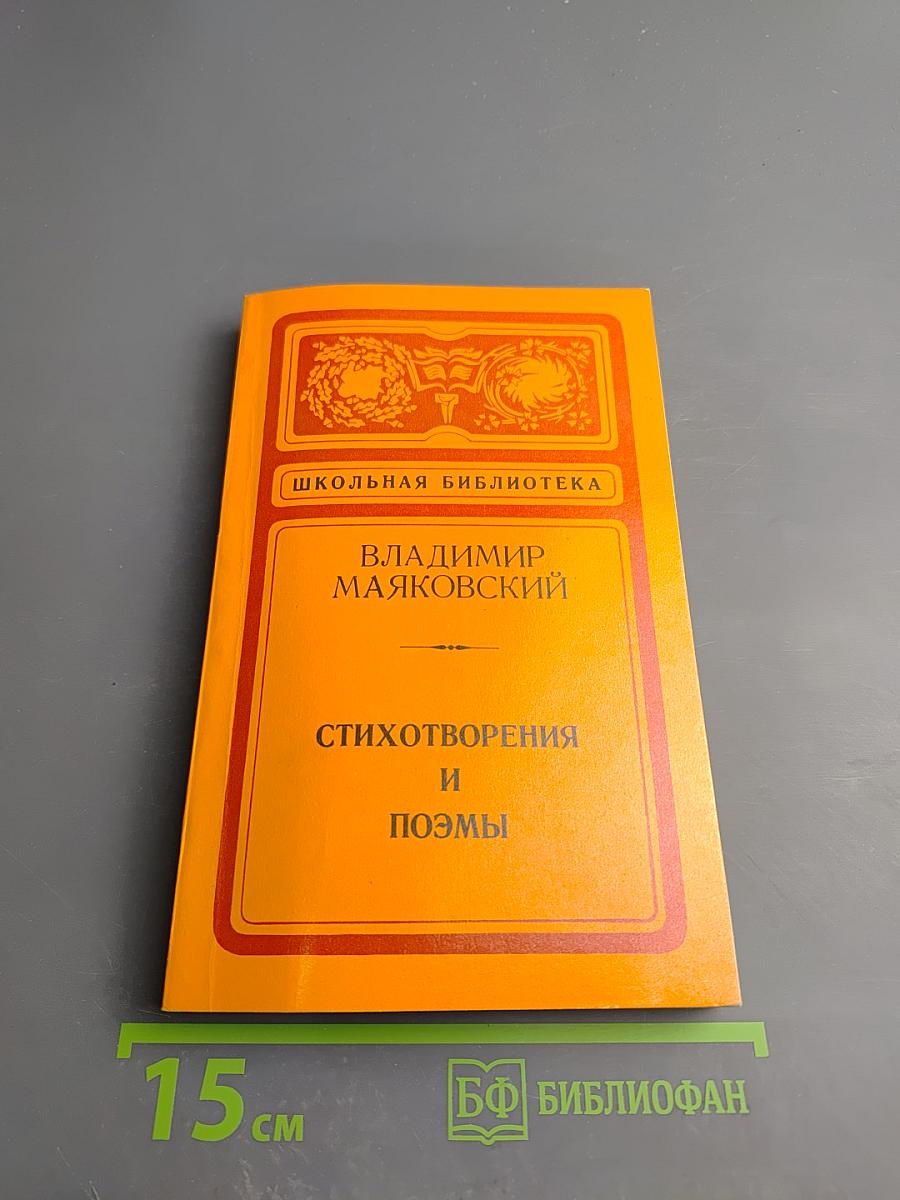 ШКОЛЬНАЯ БИБЛИОТЕКА
ВЛАДИМИР
МАЯКОВСКИЙ
СТИХОТВОРЕНИЯ
И
ПОЭМЫ
15 см
БФ БИБЛИОФАН